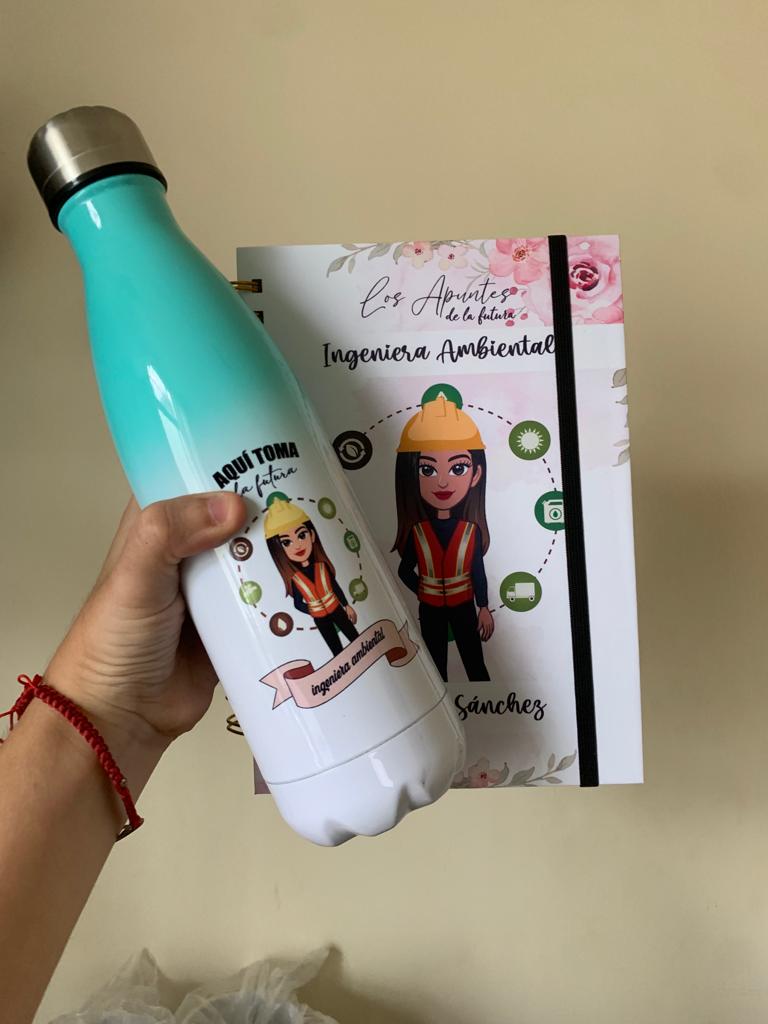 Los Apuntes
de la futura
Ingeniera Ambiental
Sánchez
AQUÍ TOMA
la futura
ingeniera ambiental